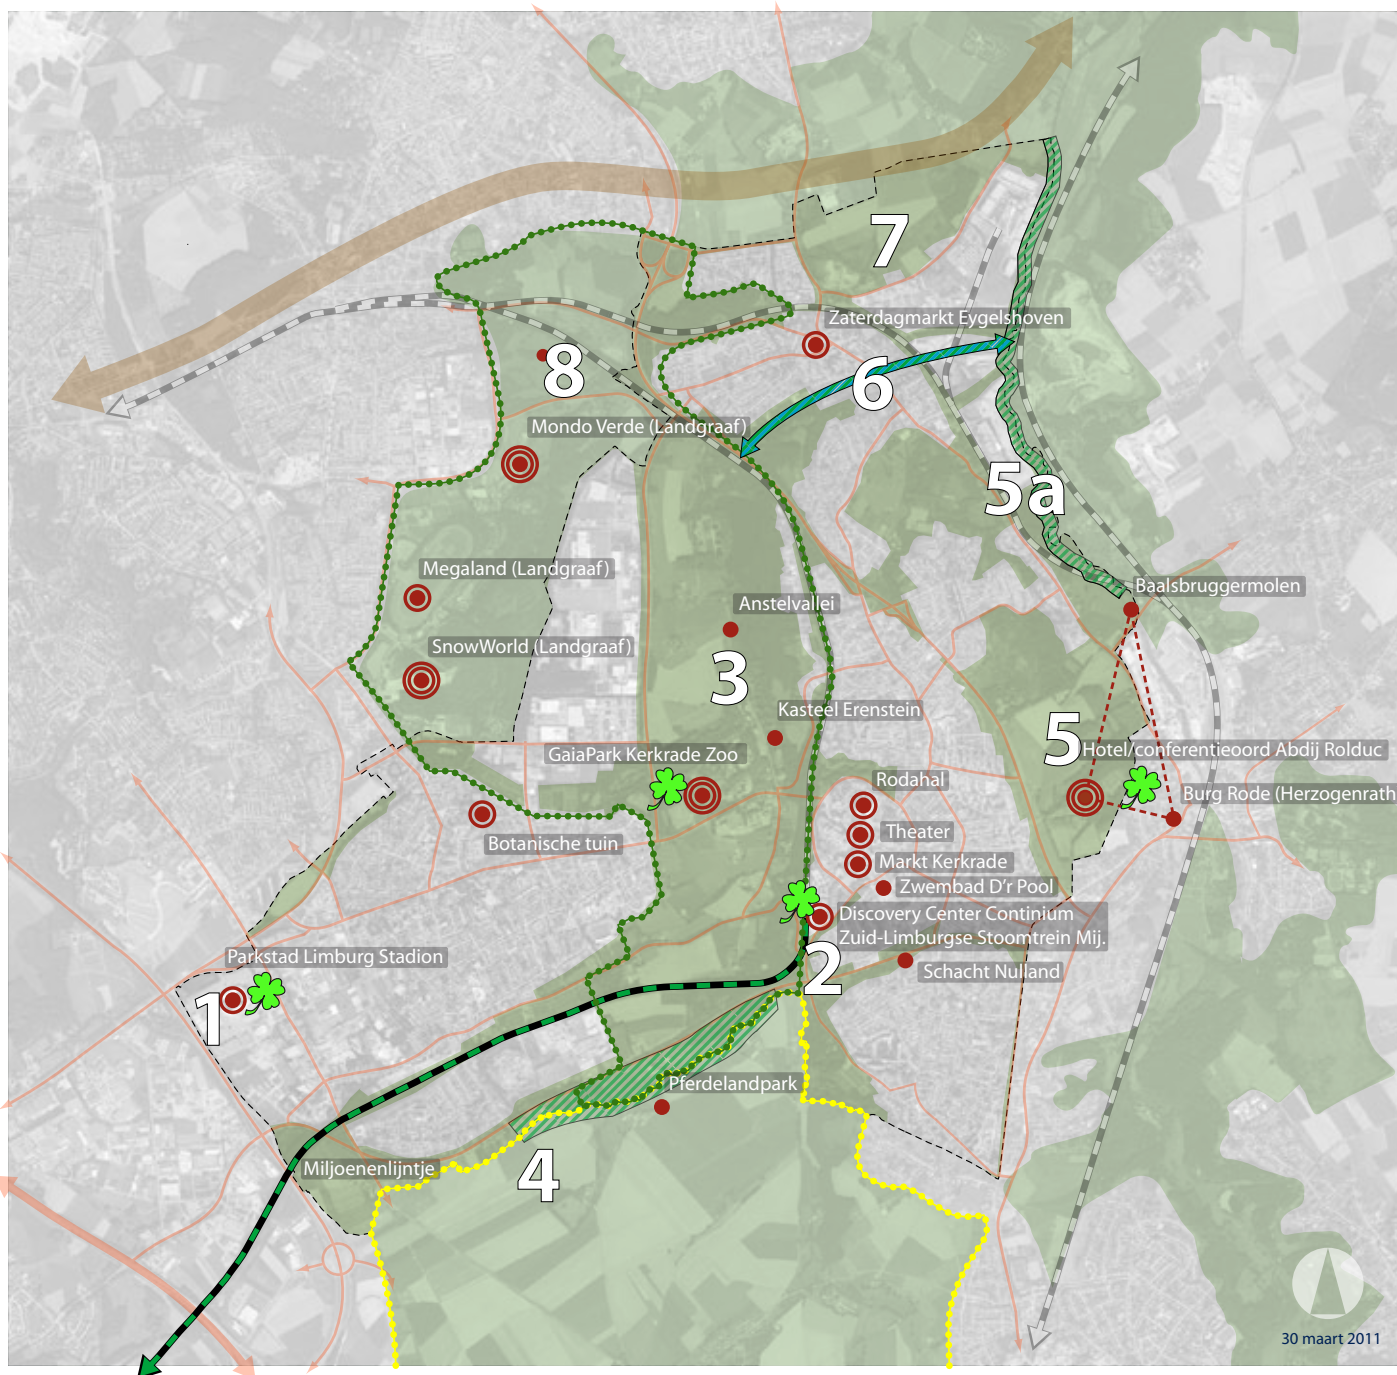 7
Zaterdagmarkt Eygelshoven
8
6
Mondo Verde (Landgraaf)
5a
Megaland (Landgraaf)
Baalsbruggermolen
Anstelvallei
SnowWorld (Landgraaf)
3
Kasteel Erenstein
5
GaiaPark Kerkrade Zoo
Hotel/conferentieoord Abdij Rolduc
Rodahal
Burg Rode (Herzogenrath
Theater
Botanische tuin
Markt Kerkrade
Zwembad D'r Pool
Discovery Center Continium
Zuid-Limburgse Stoomtrein Mij.
Parkstad Limburg Stadion
2
Schacht Nulland
1
Pferdelandpark
Miljoenenlijntje
4
30 maart 2011